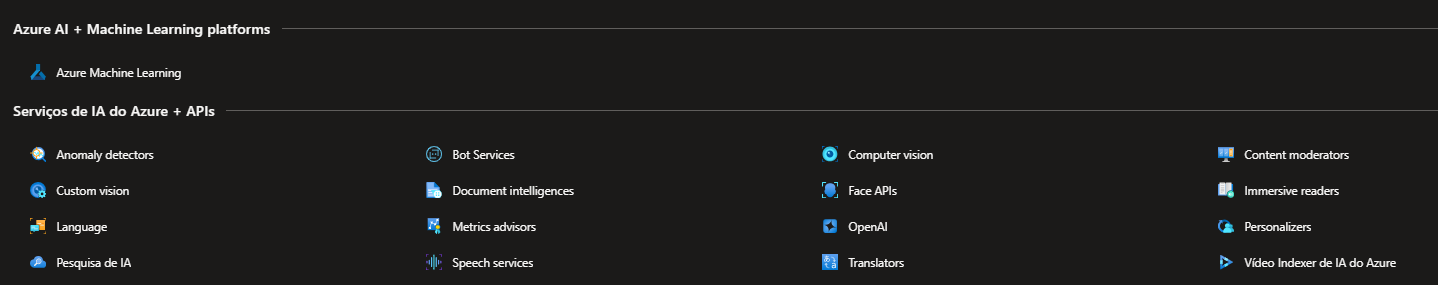 Azure AI + Machine Learning platforms
Azure Machine Learning
Serviços de IA do Azure + APIs
Anomaly detectors
Bot Services
Computer vision
Content moderators
Custom vision
Document intelligences
Face APIs
Immersive readers
Language
Metrics advisors
OpenAI
Personalizers
Pesquisa de IA
Speech services
Translators
Vídeo Indexer de IA do Azure